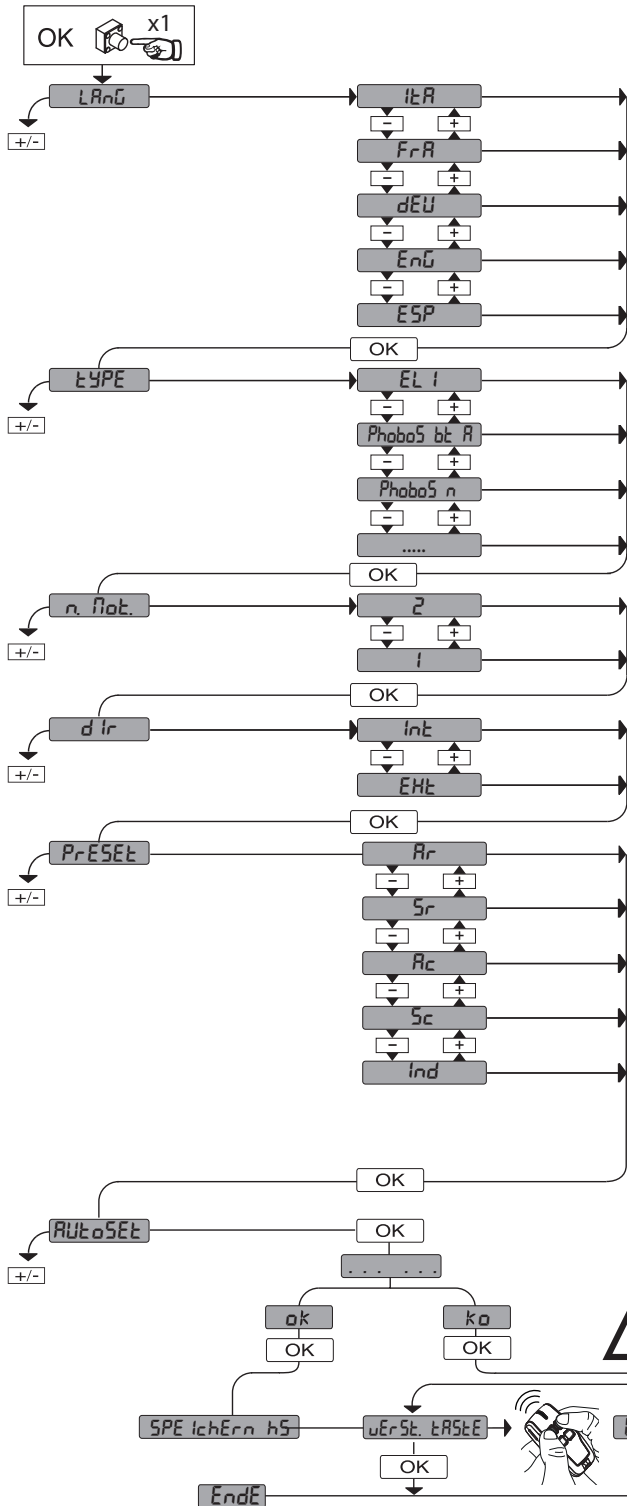 OK x1
LAnG ItA
+/- - +
FrA
- +
dEU
- +
EnG
- +
ESP
OK
tYPE EL 1
+/- - +
PhoboS bt A
- +
PhoboS n
- +
.....
OK
n. Mot. 2
+/- - +
1
OK
dIr Int
+/- - +
EXt
OK
PrESEt Ar
+/- - +
Sr
- +
Ac
- +
Sc
- +
Ind
OK
AUtoSEt OK
+/- . . . . . .
ok ko
OK OK
SPEIchErn hS vErSt. tAStE
OK
EndE